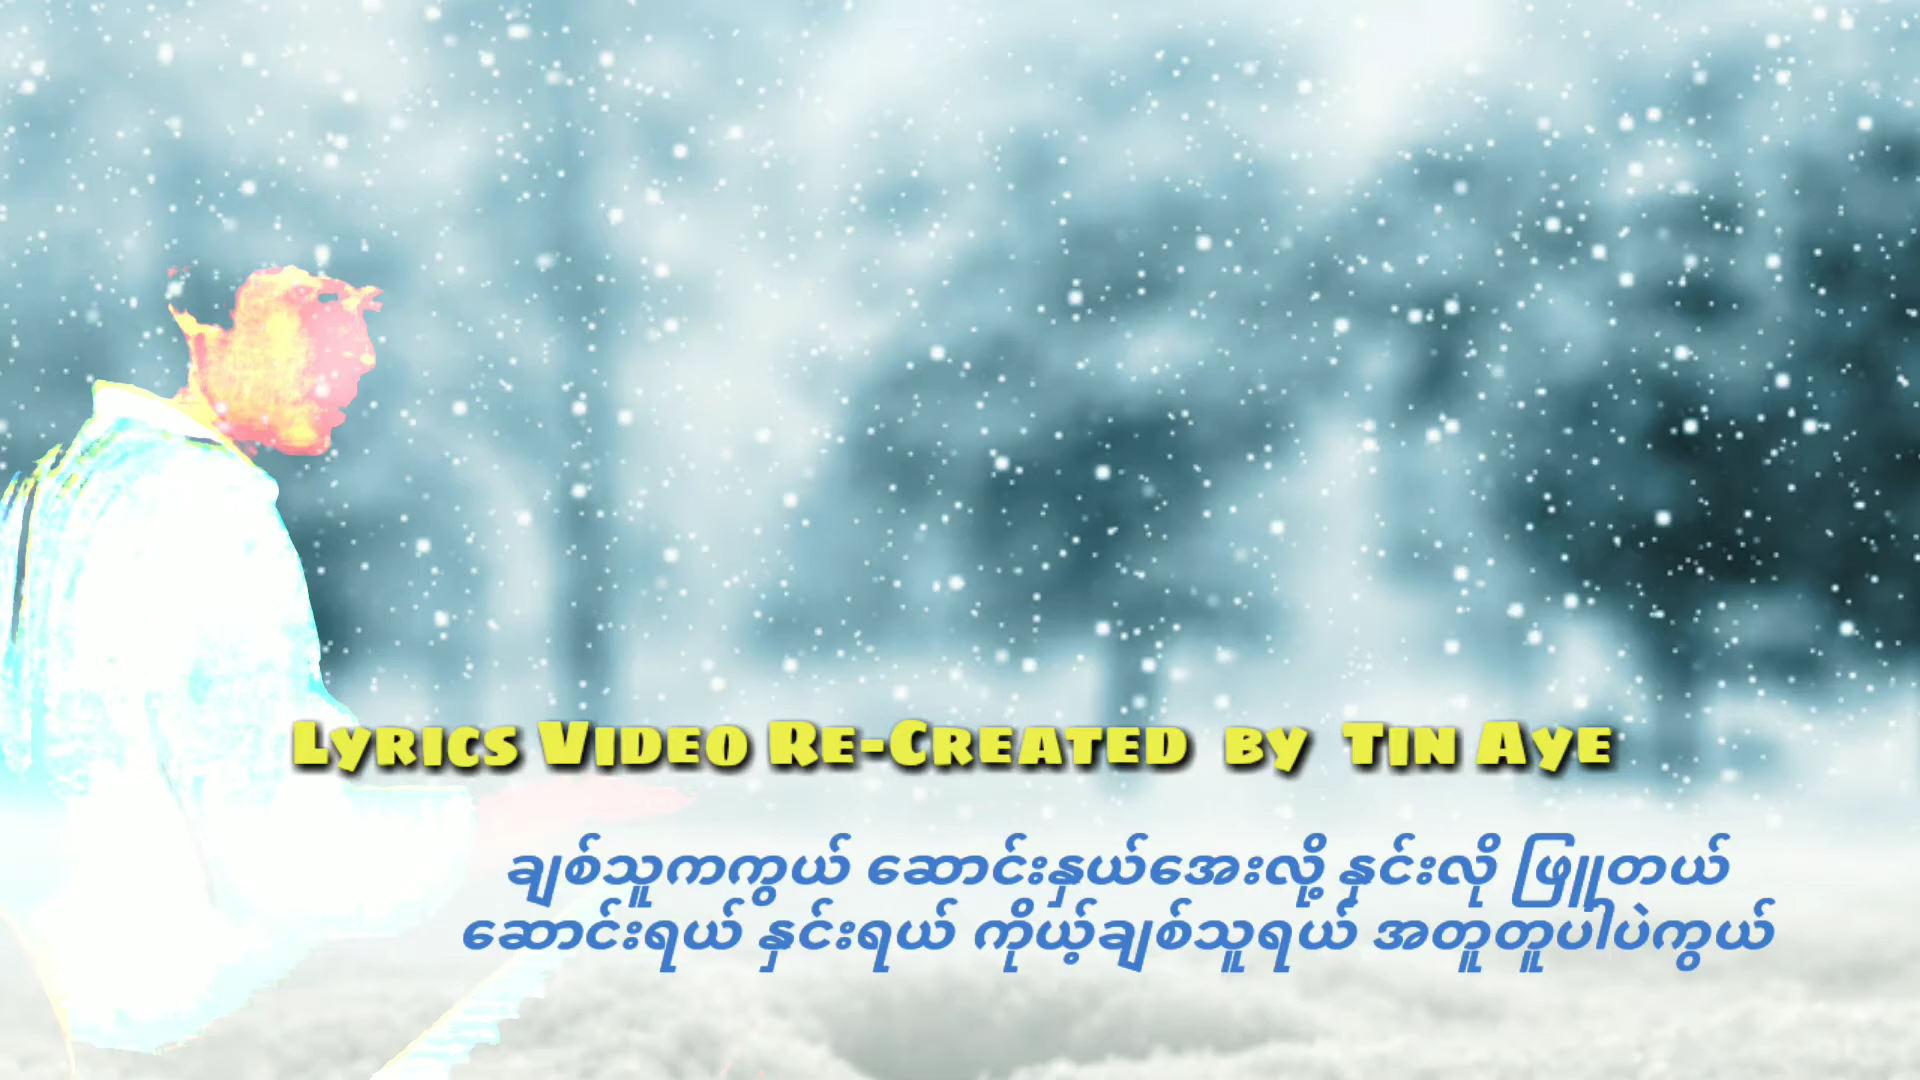 Lyrics Video Re-Created by Tin Aye
ချစ်သူကကွယ် ဆောင်းနှယ်အေးလို့ နှင်းလို ဖြူတယ်
ဆောင်းရယ် နှင်းရယ် ကိုယ့်ချစ်သူရယ် အတူတူပါပဲကွယ်